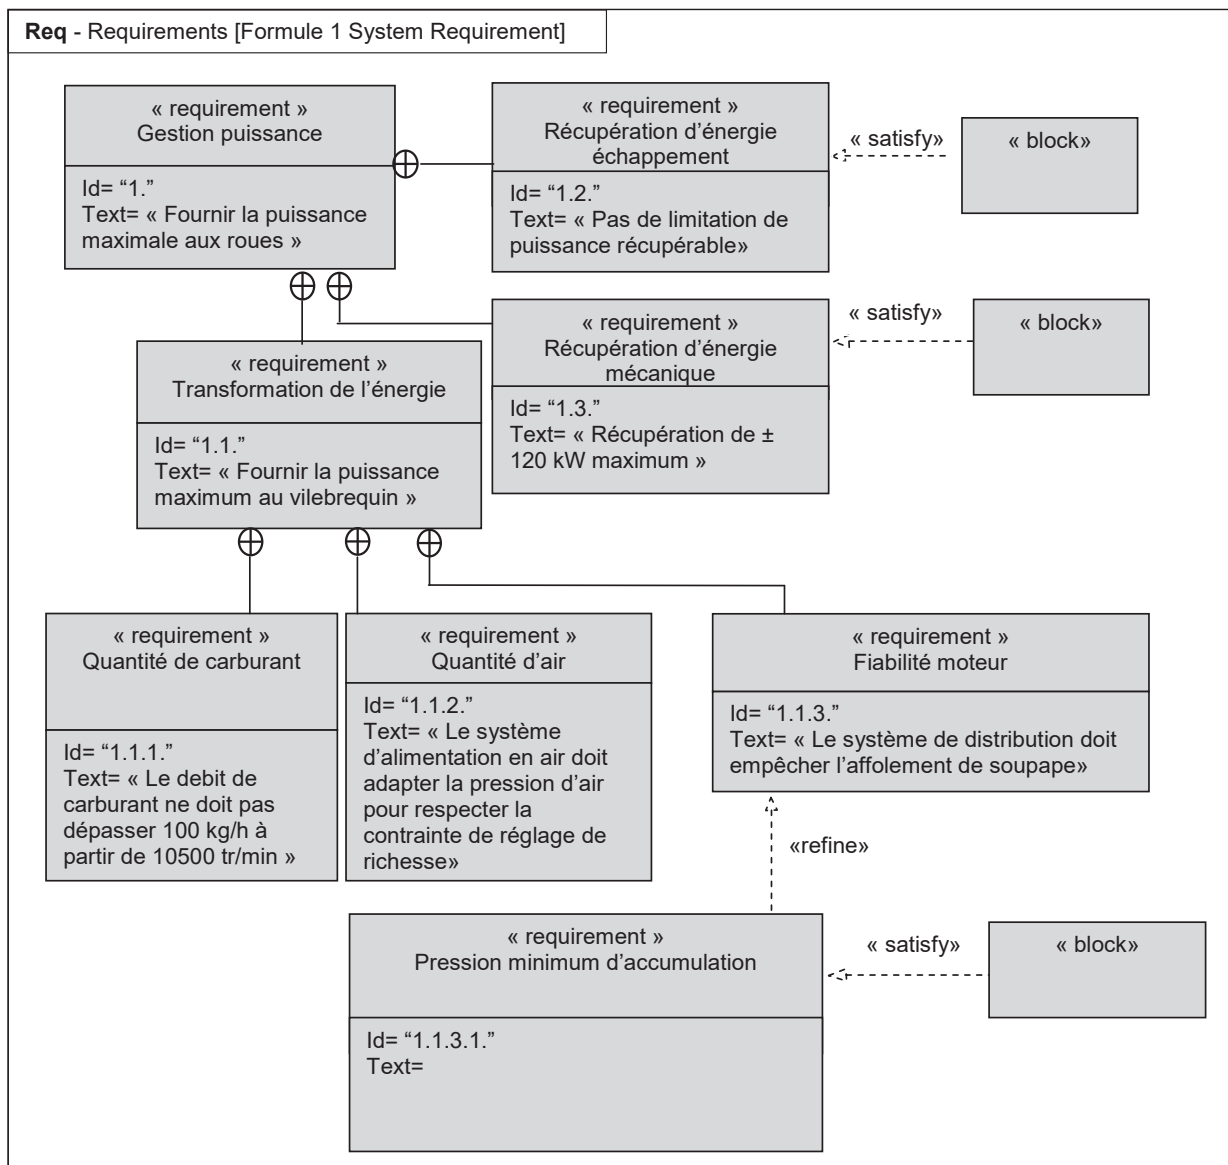 Req - Requirements [Formule 1 System Requirement]
« requirement »
Gestion puissance
Id= “1.”
Text= « Fournir la puissance
maximale aux roues »
« requirement »
Récupération d’énergie
échappement
Id= “1.2.”
Text= « Pas de limitation de
puissance récupérable»
« satisfy»
« block»
« requirement »
Récupération d’énergie
mécanique
Id= “1.3.”
Text= « Récupération de ±
120 kW maximum »
« satisfy»
« block»
« requirement »
Transformation de l’énergie
Id= “1.1.”
Text= « Fournir la puissance
maximum au vilebrequin »
« requirement »
Quantité de carburant
Id= “1.1.1.”
Text= « Le debit de
carburant ne doit pas
dépasser 100 kg/h à
partir de 10500 tr/min »
« requirement »
Quantité d’air
Id= “1.1.2.”
Text= « Le système
d’alimentation en air doit
adapter la pression d’air
pour respecter la
contrainte de réglage de
richesse»
« requirement »
Fiabilité moteur
Id= “1.1.3.”
Text= « Le système de distribution doit
empêcher l’affolement de soupape»
«refine»
« requirement »
Pression minimum d’accumulation
Id= “1.1.3.1.”
Text=
« satisfy»
« block»